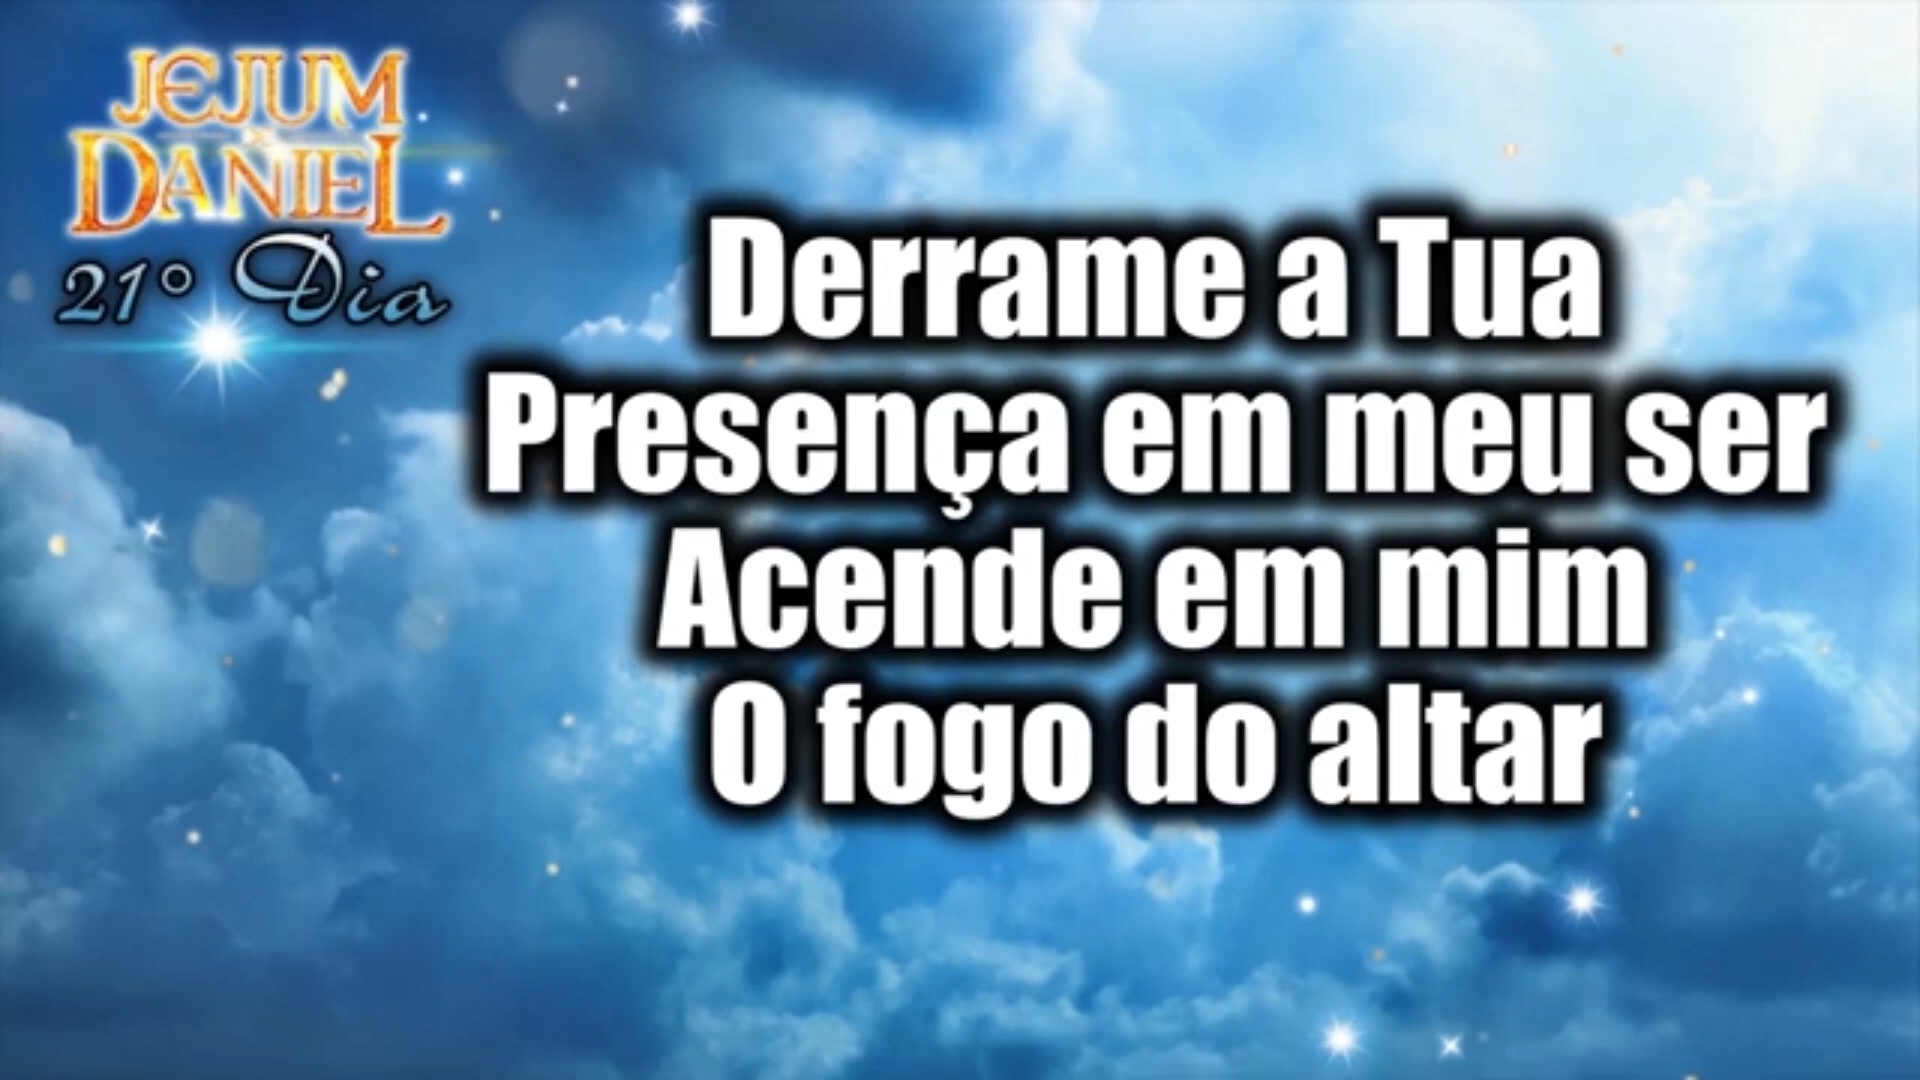 JEJUM
DANIEL
21° Dia
Derrame a Tua
Presença em meu ser
Acende em mim
O fogo do altar